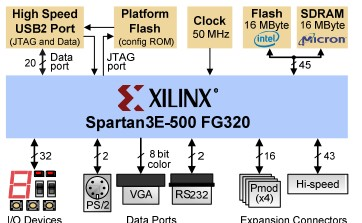 High Speed
USB2 Port
(JTAG and Data)
Platform
Flash
(config ROM)
Clock
50 MHz
Flash
16 MByte
intel
SDRAM
16 MByte
Micron
20
Data
port
JTAG
port
45
XILINX®
Spartan3E-500 FG320
32
2
8 bit
color
2
16
43
PS/2
VGA
RS232
Pmod
(x4)
Hi-speed
I/O Devices
Data Ports
Expansion Connectors